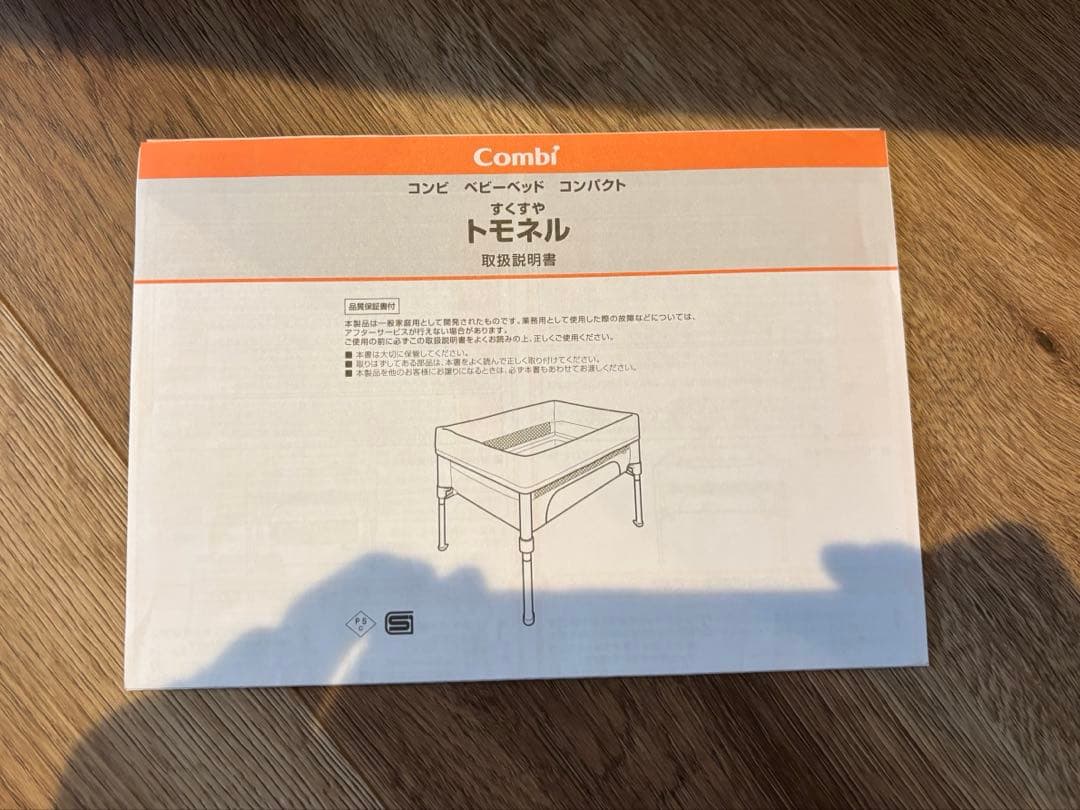 Combi
コンビ ベビーベッド コンパクト
すくすや
トモネル
取扱説明書
品質保証書付
本製品は一般家庭用として開発されたものです。業務用として使用した際の故障などについては、
アフターサービスが行えない場合があります。
ご使用の前に必ずこの取扱説明書をよくお読みの上、正しくご使用ください。
■ 本書は大切に保管してください。
■ 取りはずしてある部品は、本書をよく読んで正しく取り付けてください。
■ 本製品を他のお客様にお譲りになるときは、必ず本書もあわせてお渡しください。
PS
C